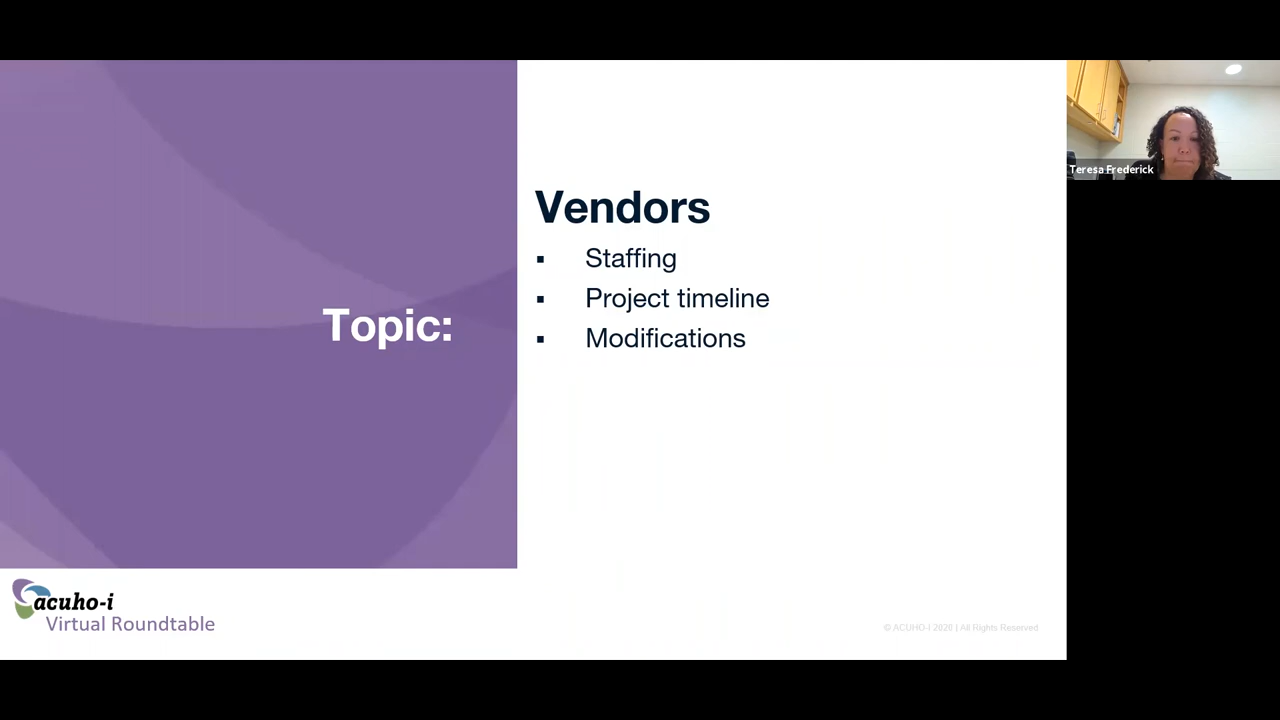 Topic:
Vendors
▪ Staffing
▪ Project timeline
▪ Modifications
acuho-i
Virtual Roundtable
© ACUHO-I 2020 | All Rights Reserved
Teresa Frederick